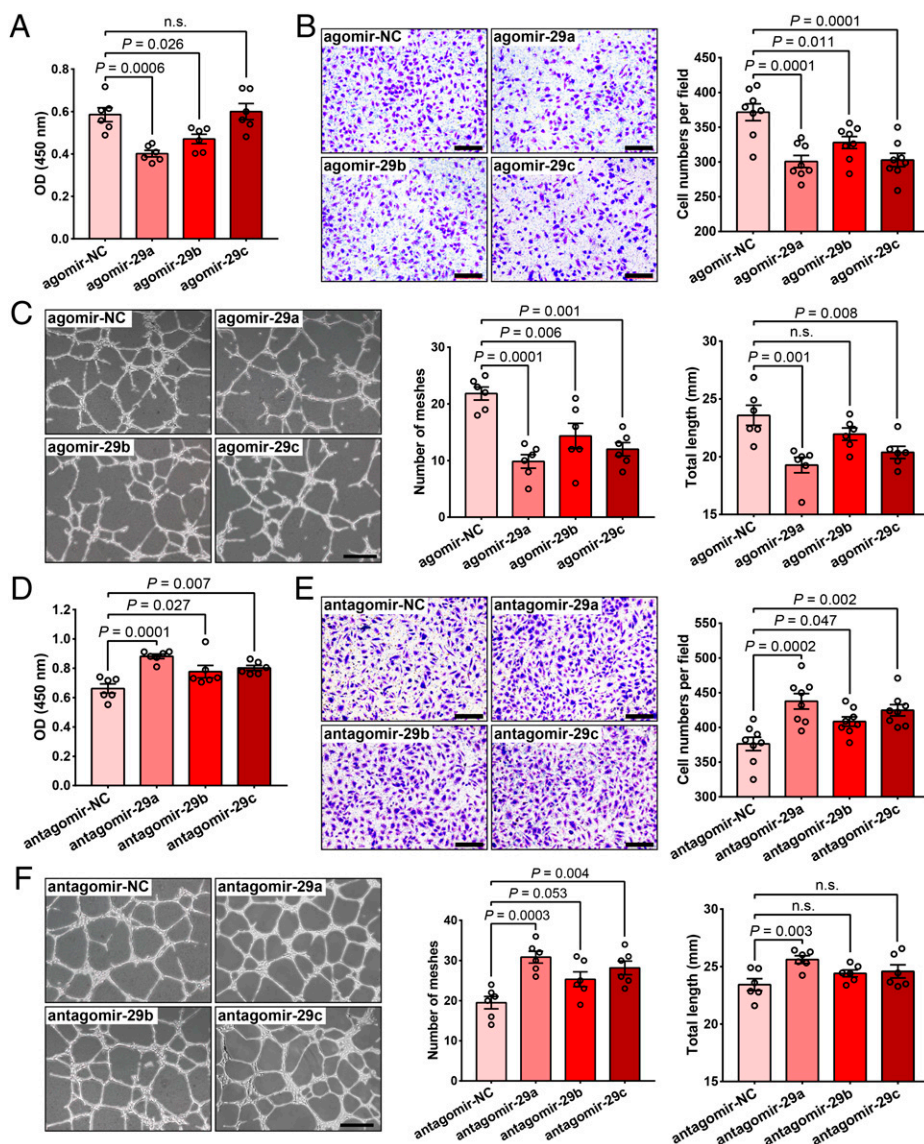 A
n.s.
P = 0.026
P = 0.0006
OD (450 nm)
0.8
0.6
0.4
0.2
0.0
agomir-NC
agomir-29a
agomir-29b
agomir-29c
B
agomir-NC
agomir-29a
agomir-29b
agomir-29c
P = 0.0001
P = 0.011
P = 0.0001
Cell numbers per field
450
400
350
300
250
200
agomir-NC
agomir-29a
agomir-29b
agomir-29c
C
agomir-NC
agomir-29a
agomir-29b
agomir-29c
P = 0.001
P = 0.006
P = 0.0001
Number of meshes
30
20
10
0
agomir-NC
agomir-29a
agomir-29b
agomir-29c
P = 0.008
n.s.
P = 0.001
Total length (mm)
30
25
20
15
agomir-NC
agomir-29a
agomir-29b
agomir-29c
D
P = 0.007
P = 0.027
P = 0.0001
OD (450 nm)
1.2
1.0
0.8
0.6
0.4
0.2
0.0
antagomir-NC
antagomir-29a
antagomir-29b
antagomir-29c
E
antagomir-NC
antagomir-29a
antagomir-29b
antagomir-29c
P = 0.002
P = 0.047
P = 0.0002
Cell numbers per field
550
500
450
400
350
300
antagomir-NC
antagomir-29a
antagomir-29b
antagomir-29c
F
antagomir-NC
antagomir-29a
antagomir-29b
antagomir-29c
P = 0.004
P = 0.053
P = 0.0003
Number of meshes
40
30
20
10
0
antagomir-NC
antagomir-29a
antagomir-29b
antagomir-29c
n.s.
n.s.
P = 0.003
Total length (mm)
30
25
20
15
antagomir-NC
antagomir-29a
antagomir-29b
antagomir-29c